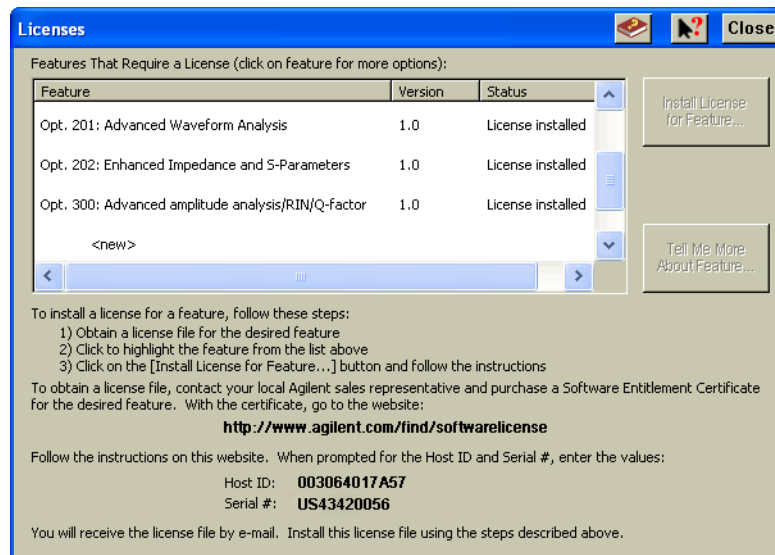 Licenses
Close
Features That Require a License (click on feature for more options):
Feature Version Status
Opt. 201: Advanced Waveform Analysis 1.0 License installed
Opt. 202: Enhanced Impedance and S-Parameters 1.0 License installed
Opt. 300: Advanced amplitude analysis/RIN/Q-factor 1.0 License installed
<new>
Install License
for Feature...
Tell Me More
About Feature...
To install a license for a feature, follow these steps:
1) Obtain a license file for the desired feature
2) Click to highlight the feature from the list above
3) Click on the [Install License for Feature...] button and follow the instructions
To obtain a license file, contact your local Agilent sales representative and purchase a Software Entitlement Certificate
for the desired feature. With the certificate, go to the website:
http://www.agilent.com/find/softwarelicense
Follow the instructions on this website. When prompted for the Host ID and Serial #, enter the values:
Host ID: 003064017A57
Serial #: US43420056
You will receive the license file by e-mail. Install this license file using the steps described above.